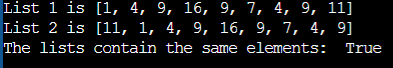 List 1 is [1, 4, 9, 16, 9, 7, 4, 9, 11]
List 2 is [11, 1, 4, 9, 16, 9, 7, 4, 9]
The lists contain the same elements:  True